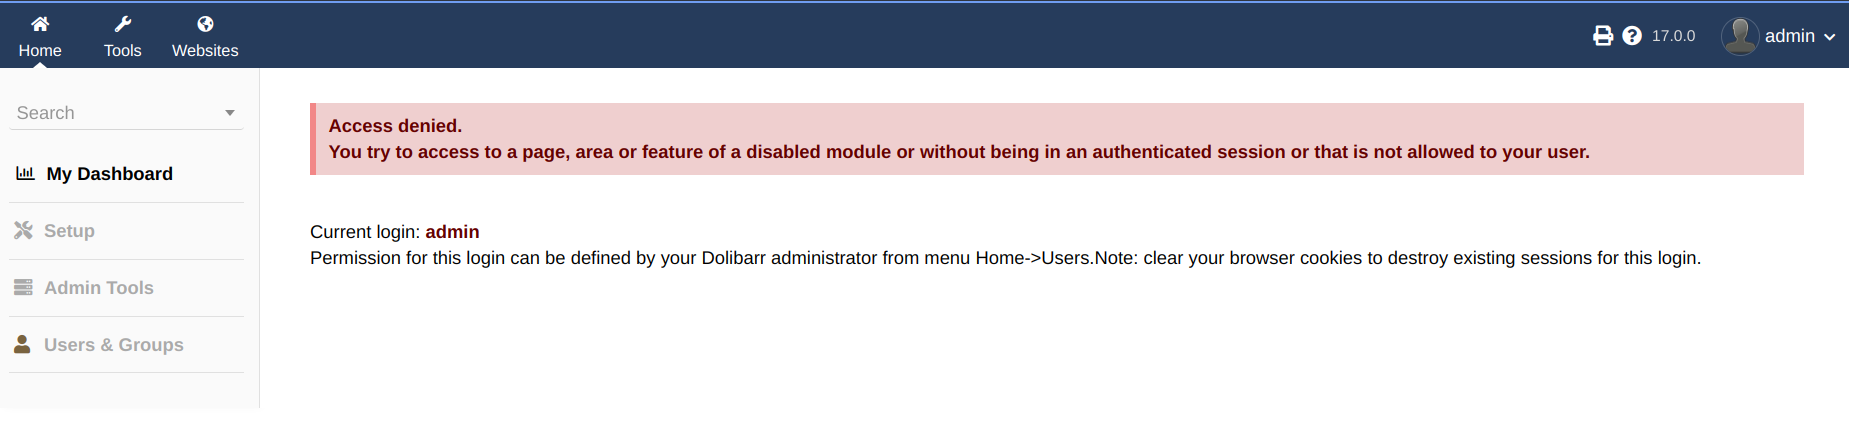 Home
Tools
Websites
17.0.0
admin
Search
My Dashboard
Setup
Admin Tools
Users & Groups
Access denied.
You try to access to a page, area or feature of a disabled module or without being in an authenticated session or that is not allowed to your user.
Current login: admin
Permission for this login can be defined by your Dolibarr administrator from menu Home->Users.Note: clear your browser cookies to destroy existing sessions for this login.